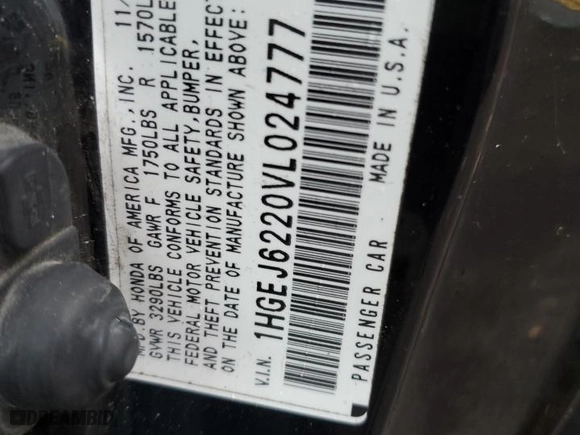 MFD.BY HONDA OF AMERICA MFG.,INC. 11/
GVWR 3290LBS GAWR F 1750LBS R 1570L
THIS VEHICLE CONFORMS TO ALL APPLICABLE
FEDERAL MOTOR VEHICLE SAFETY,BUMPER,
AND THEFT PREVENTION STANDARDS IN EFFECT
ON THE DATE OF MANUFACTURE SHOWN ABOVE:
V.I.N. 1HGEJ6220VL024777
PASSENGER CAR MADE IN U.S.A.
DREAMBID